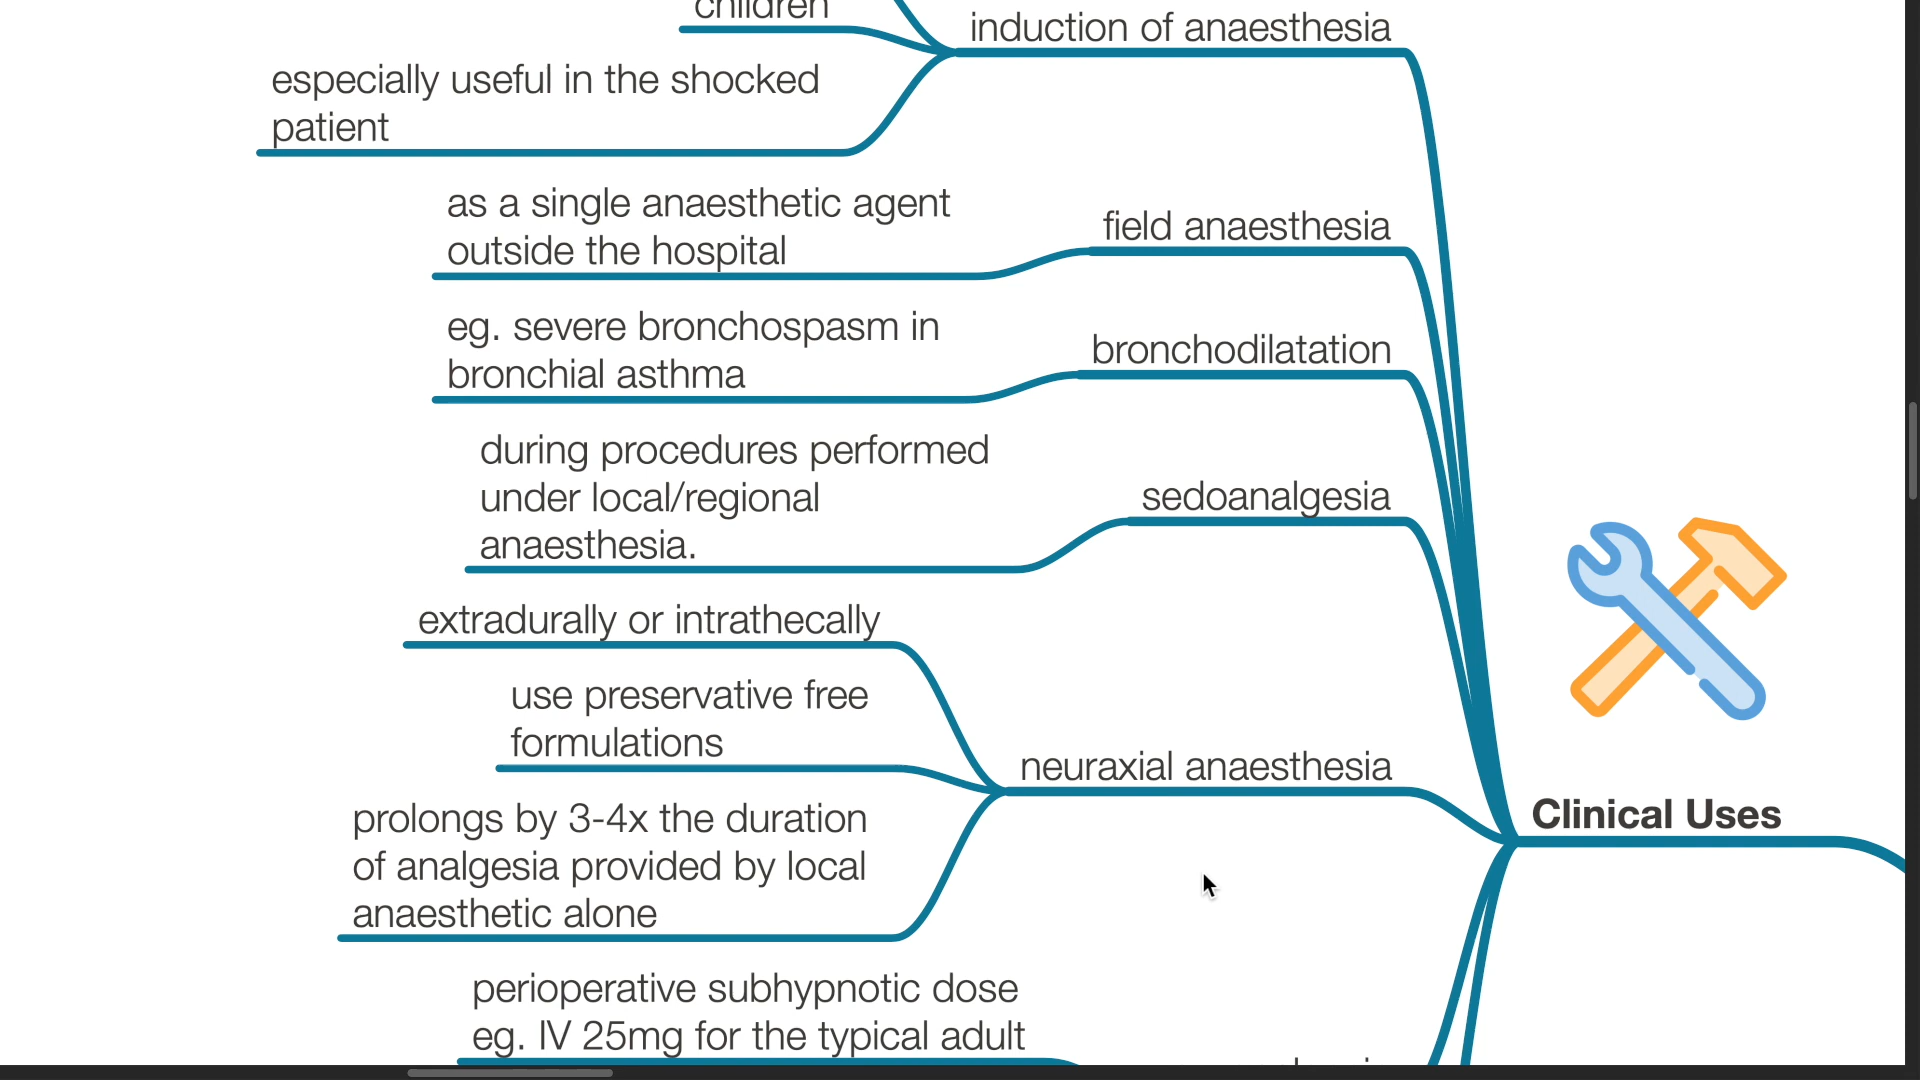 children
induction of anaesthesia
especially useful in the shocked
patient
as a single anaesthetic agent
outside the hospital
field anaesthesia
eg. severe bronchospasm in
bronchial asthma
bronchodilatation
during procedures performed
under local/regional
anaesthesia.
sedoanalgesia
extradurally or intrathecally
use preservative free
formulations
neuraxial anaesthesia
prolongs by 3-4x the duration
of analgesia provided by local
anaesthetic alone
Clinical Uses
perioperative subhypnotic dose
eg. IV 25mg for the typical adult